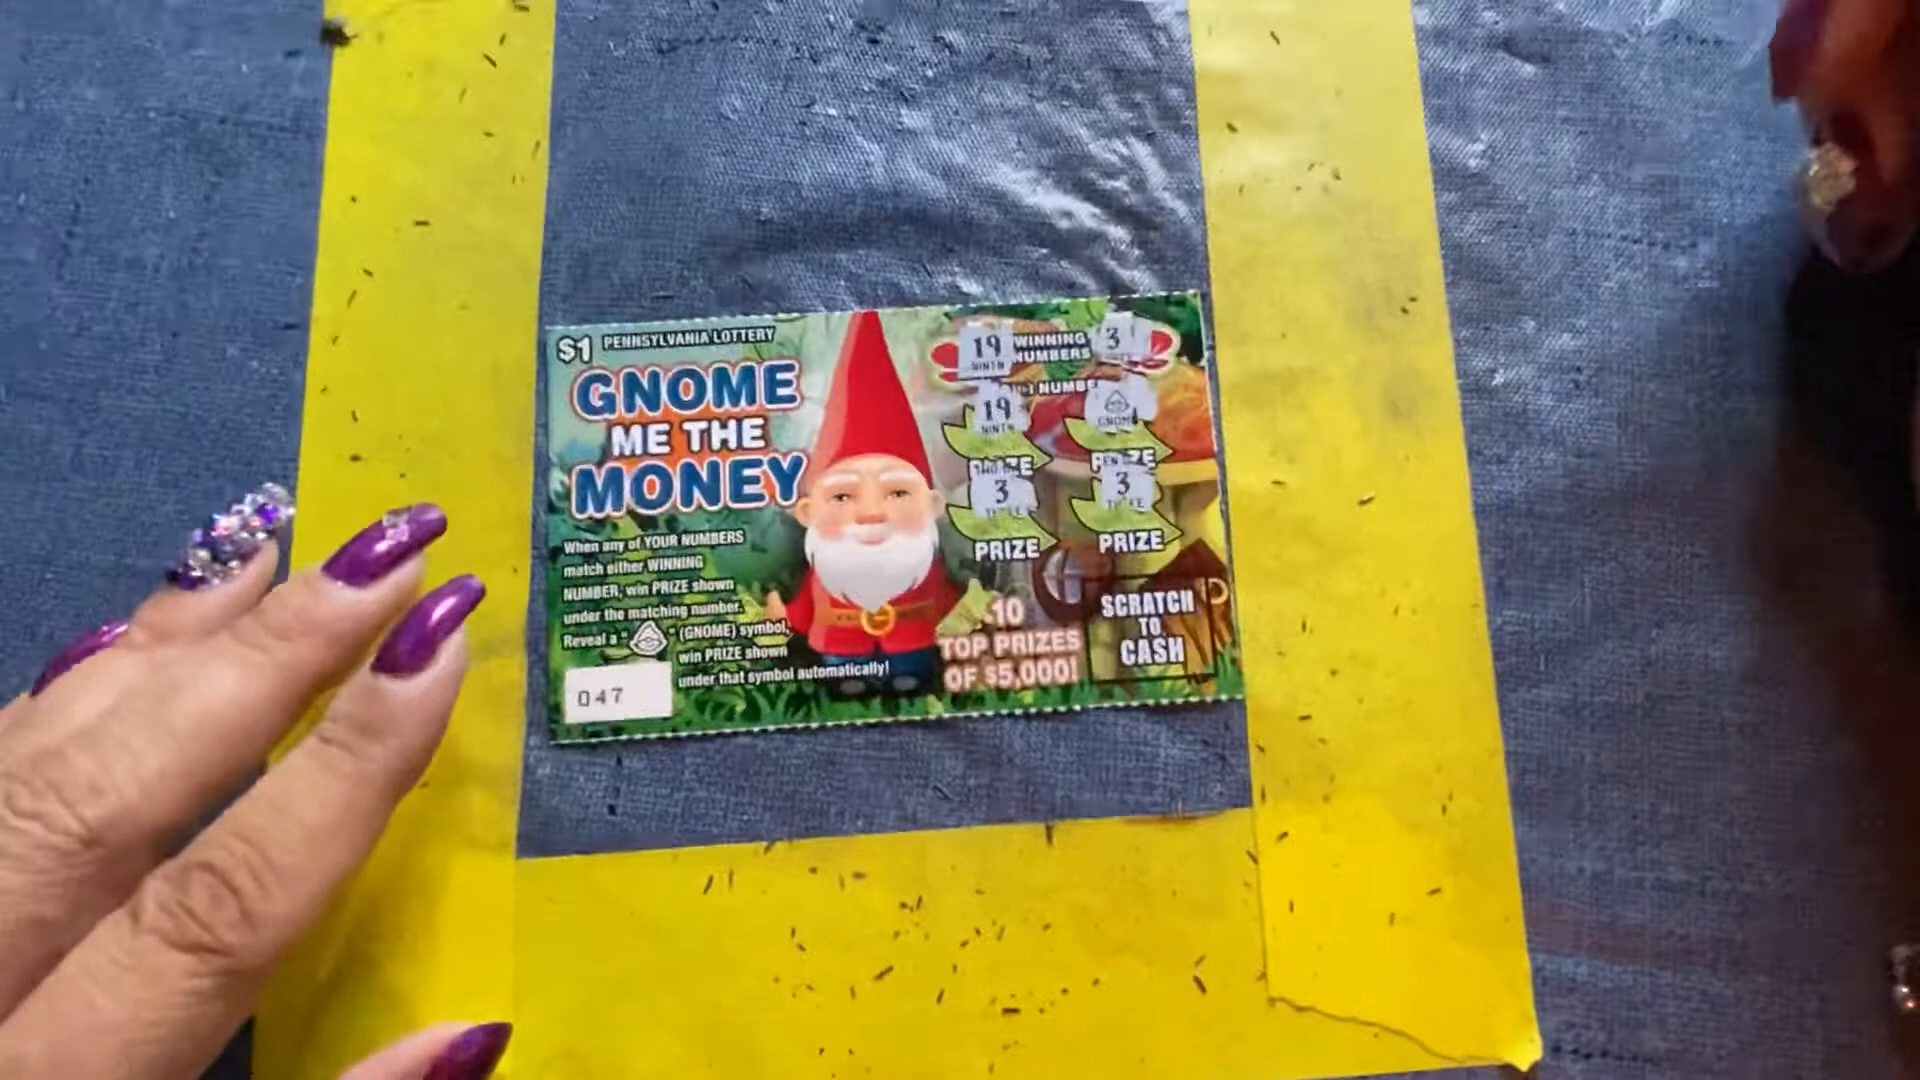 $1 PENNSYLVANIA LOTTERY
GNOME
ME THE
MONEY
When any of YOUR NUMBERS
match either WINNING
NUMBER, win PRIZE shown
under the matching number.
Reveal a " " (GNOME) symbol,
win PRIZE shown
under that symbol automatically!
047
19 WINNING 3
NINTN NUMBERS
NUMBE
19
NINTN GNOME
3 3
PRIZE PRIZE
10
TOP PRIZES
OF $5,000!
SCRATCH
TO
CASH